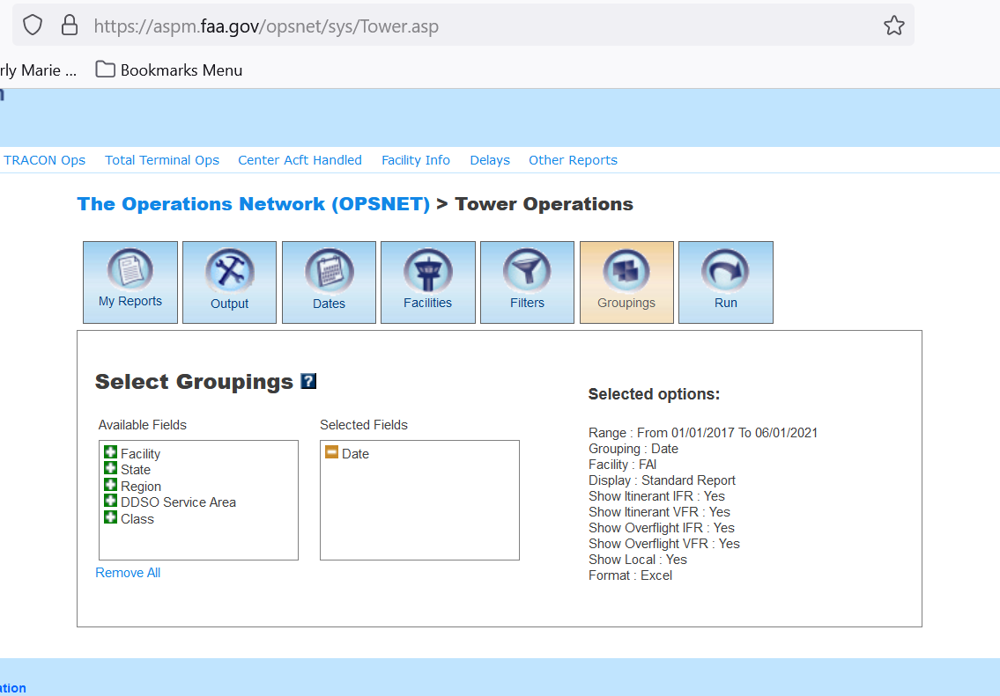 https://aspm.faa.gov/opsnet/sys/Tower.asp
rly Marie ... Bookmarks Menu
TRACON Ops Total Terminal Ops Center Acft Handled Facility Info Delays Other Reports
The Operations Network (OPSNET) > Tower Operations
My Reports Output Dates Facilities Filters Groupings Run
Select Groupings ?
Available Fields
Facility
State
Region
DDSO Service Area
Class
Remove All
Selected Fields
Date
Selected options:
Range : From 01/01/2017 To 06/01/2021
Grouping : Date
Facility : FAI
Display : Standard Report
Show Itinerant IFR : Yes
Show Itinerant VFR : Yes
Show Overflight IFR : Yes
Show Overflight VFR : Yes
Show Local : Yes
Format : Excel
ation